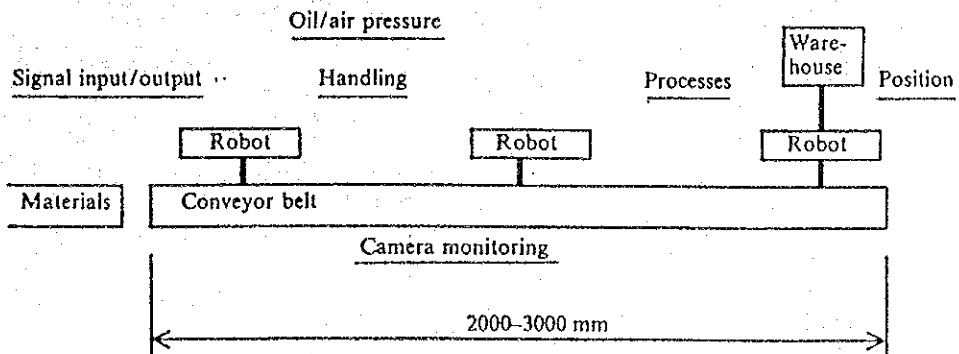 Oil/air pressure
Ware-
house
Signal input/output
Handling
Processes
Position
Robot
Robot
Robot
Materials
Conveyor belt
Camera monitoring
2000–3000 mm